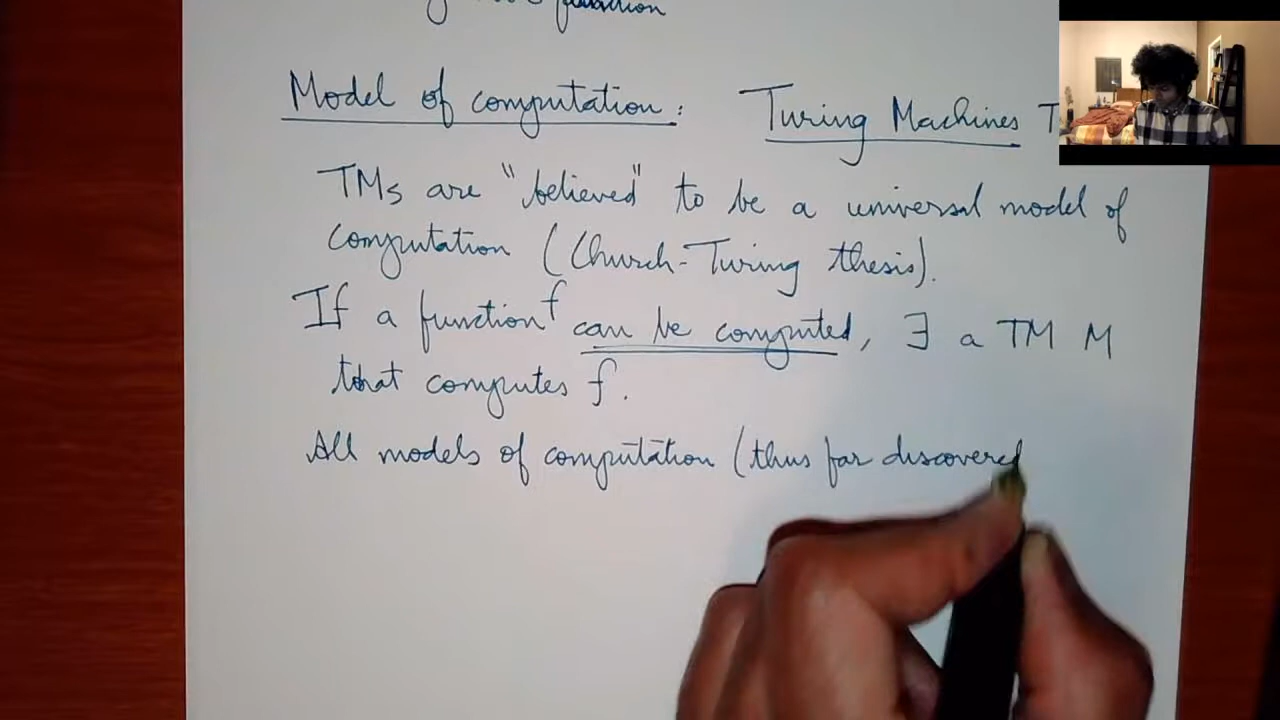 function
Model of computation: Turing Machines T
TMs are "believed" to be a universal model of
computation (Church-Turing thesis).
If a function f can be computed, ∃ a TM M
that computes f.
All models of computation (thus far discovered